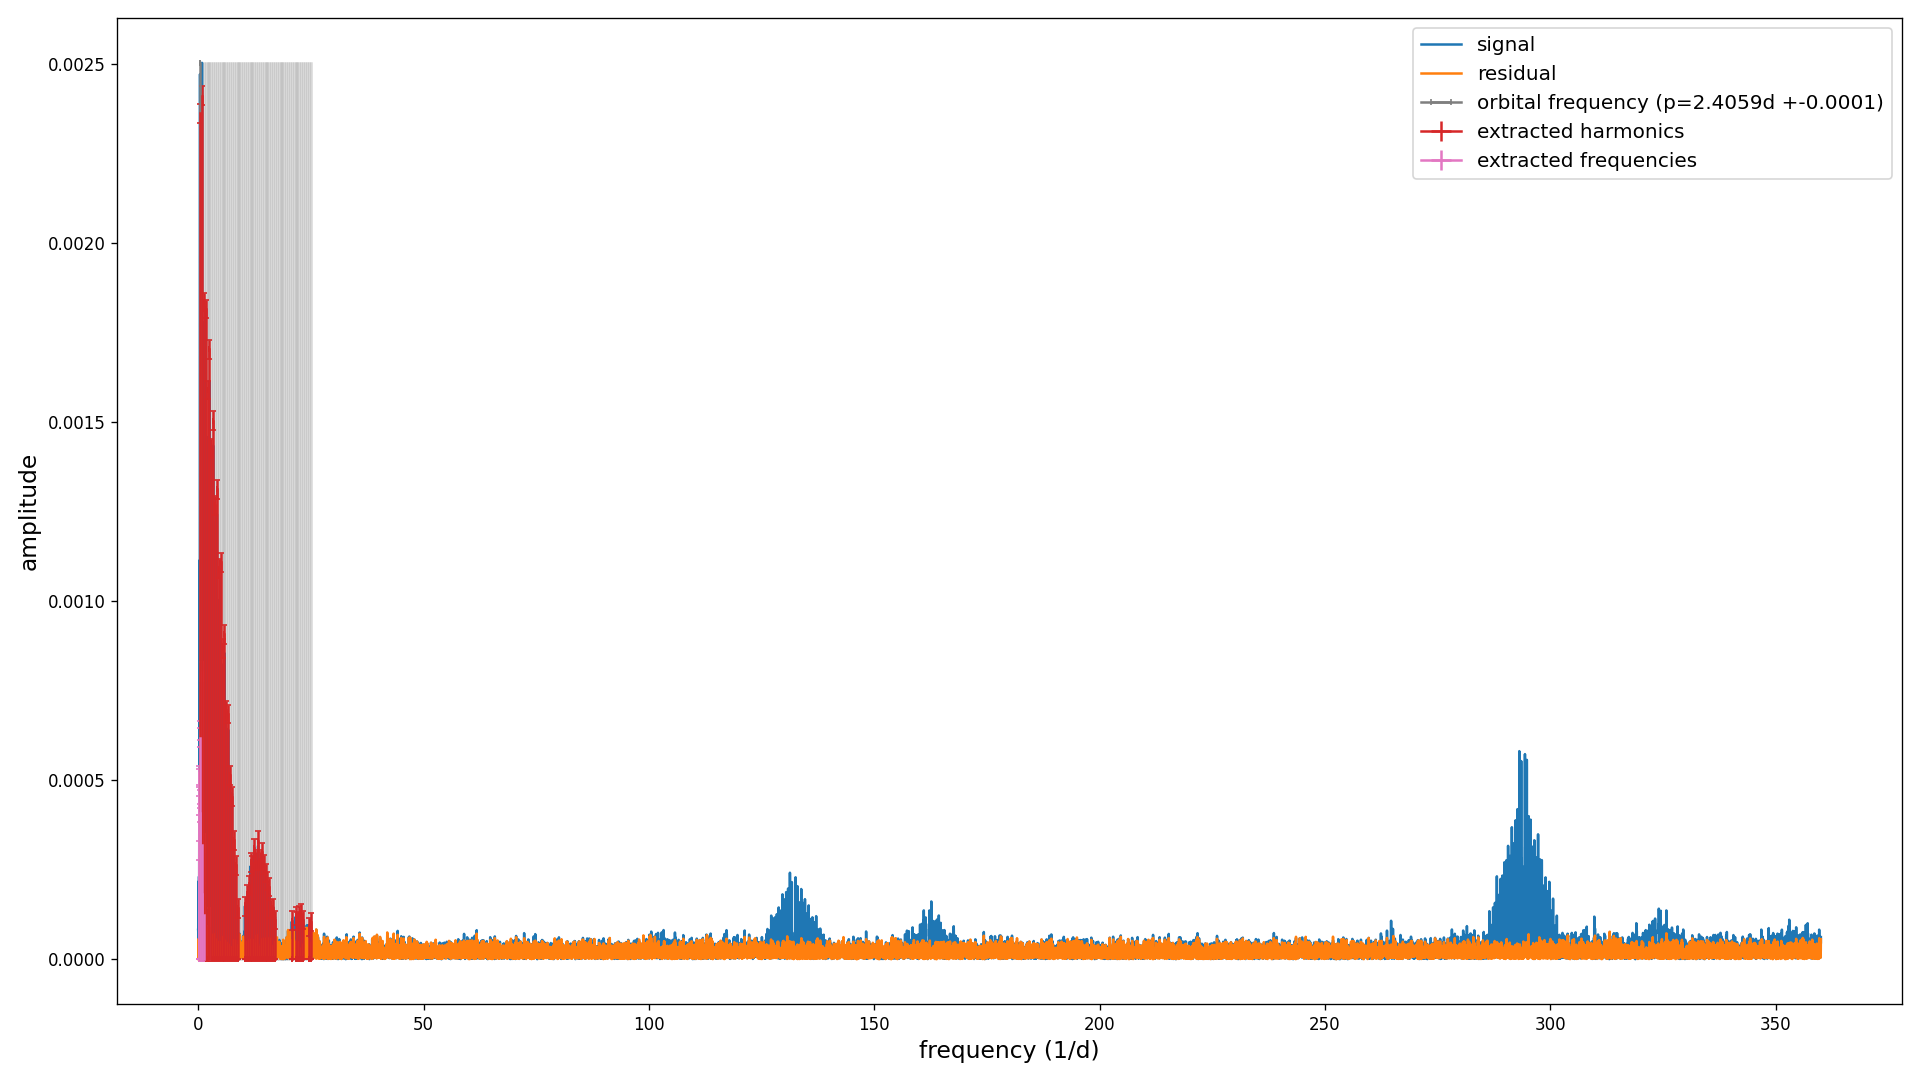 signal
residual
orbital frequency (p=2.4059d +-0.0001)
extracted harmonics
extracted frequencies
0.0025
0.0020
0.0015
0.0010
0.0005
0.0000
amplitude
0 50 100 150 200 250 300 350
frequency (1/d)